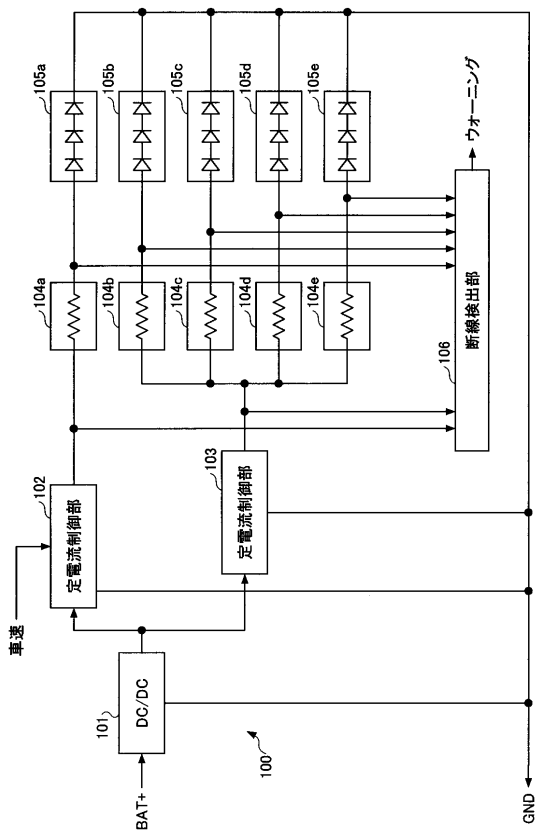 車速
BAT+
101
DC/DC
100
102
定電流制御部
103
定電流制御部
104a
104b
104c
104d
104e
105a
105b
105c
105d
105e
106
断線検出部
ウォーニング
GND